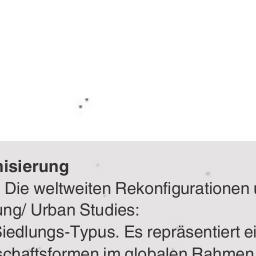 nisierung
Die weltweiten Rekonfigurationen
ung/ Urban Studies:
Siedlungs-Typus. Es repräsentiert ei
schaftsformen im globalen Rahmen